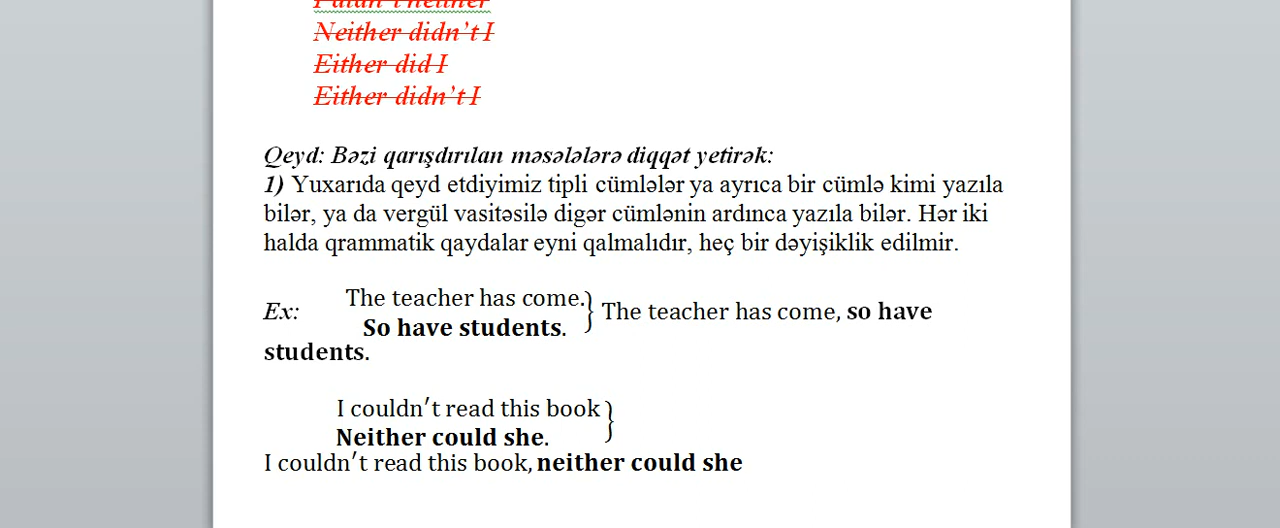 Neither didn't I
Either did I
Either didn't I
Qeyd: Bəzi qarışdırılan məsələlərə diqqət yetirək:
1) Yuxarıda qeyd etdiyimiz tipli cümlələr ya ayrıca bir cümlə kimi yazıla
bilər, ya da vergül vasitəsilə digər cümlənin ardınca yazıla bilər. Hər iki
halda qrammatik qaydalar eyni qalmalıdır, heç bir dəyişiklik edilmir.
The teacher has come.
Ex: } The teacher has come, so have
So have students.
students.
I couldn't read this book }
Neither could she.
I couldn't read this book, neither could she